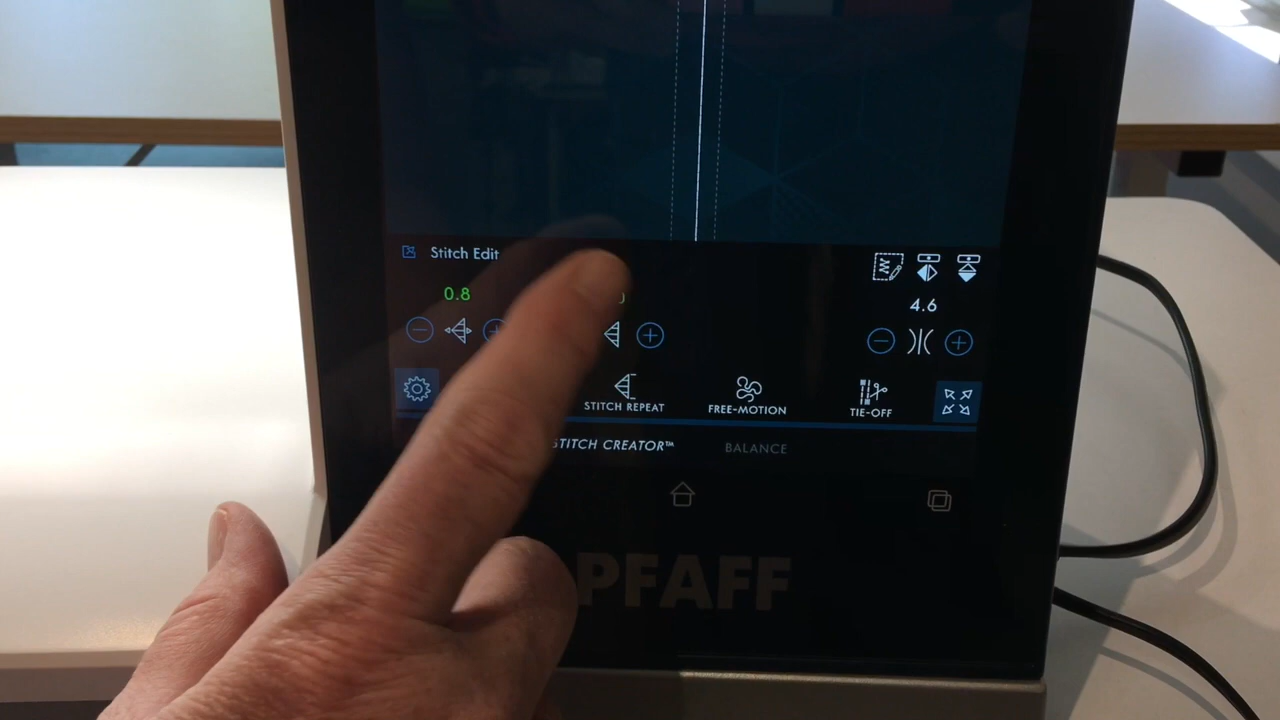 Stitch Edit
0.8
4.6
STITCH REPEAT
FREE-MOTION
TIE-OFF
STITCH CREATOR™
BALANCE
PFAFF